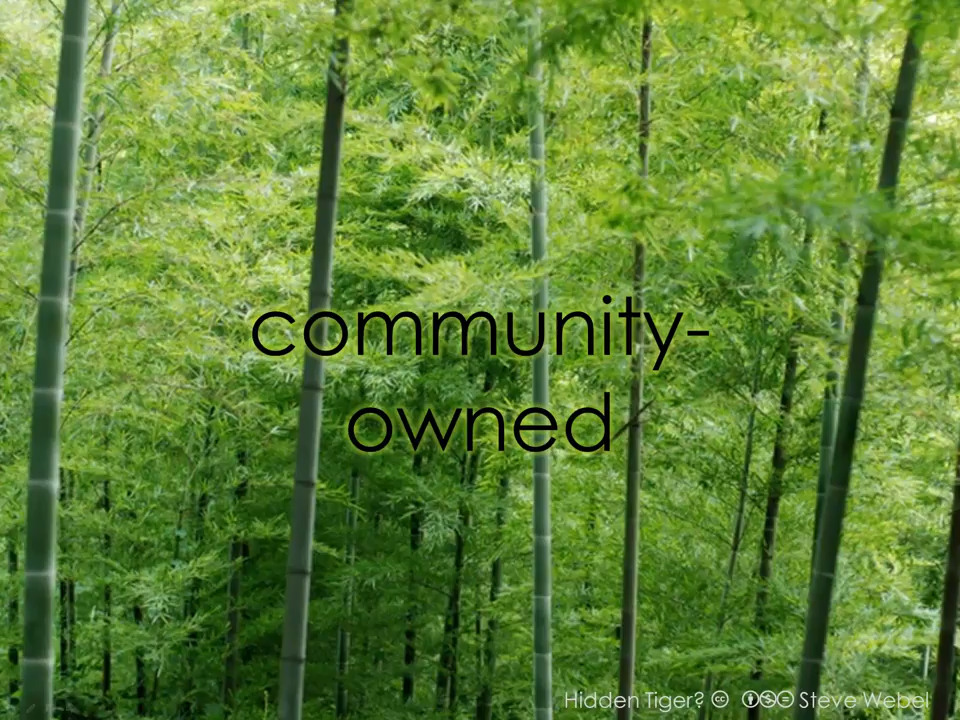 community-
owned
Hidden Tiger? 🄯 🅯🄏⊜ Steve Webel